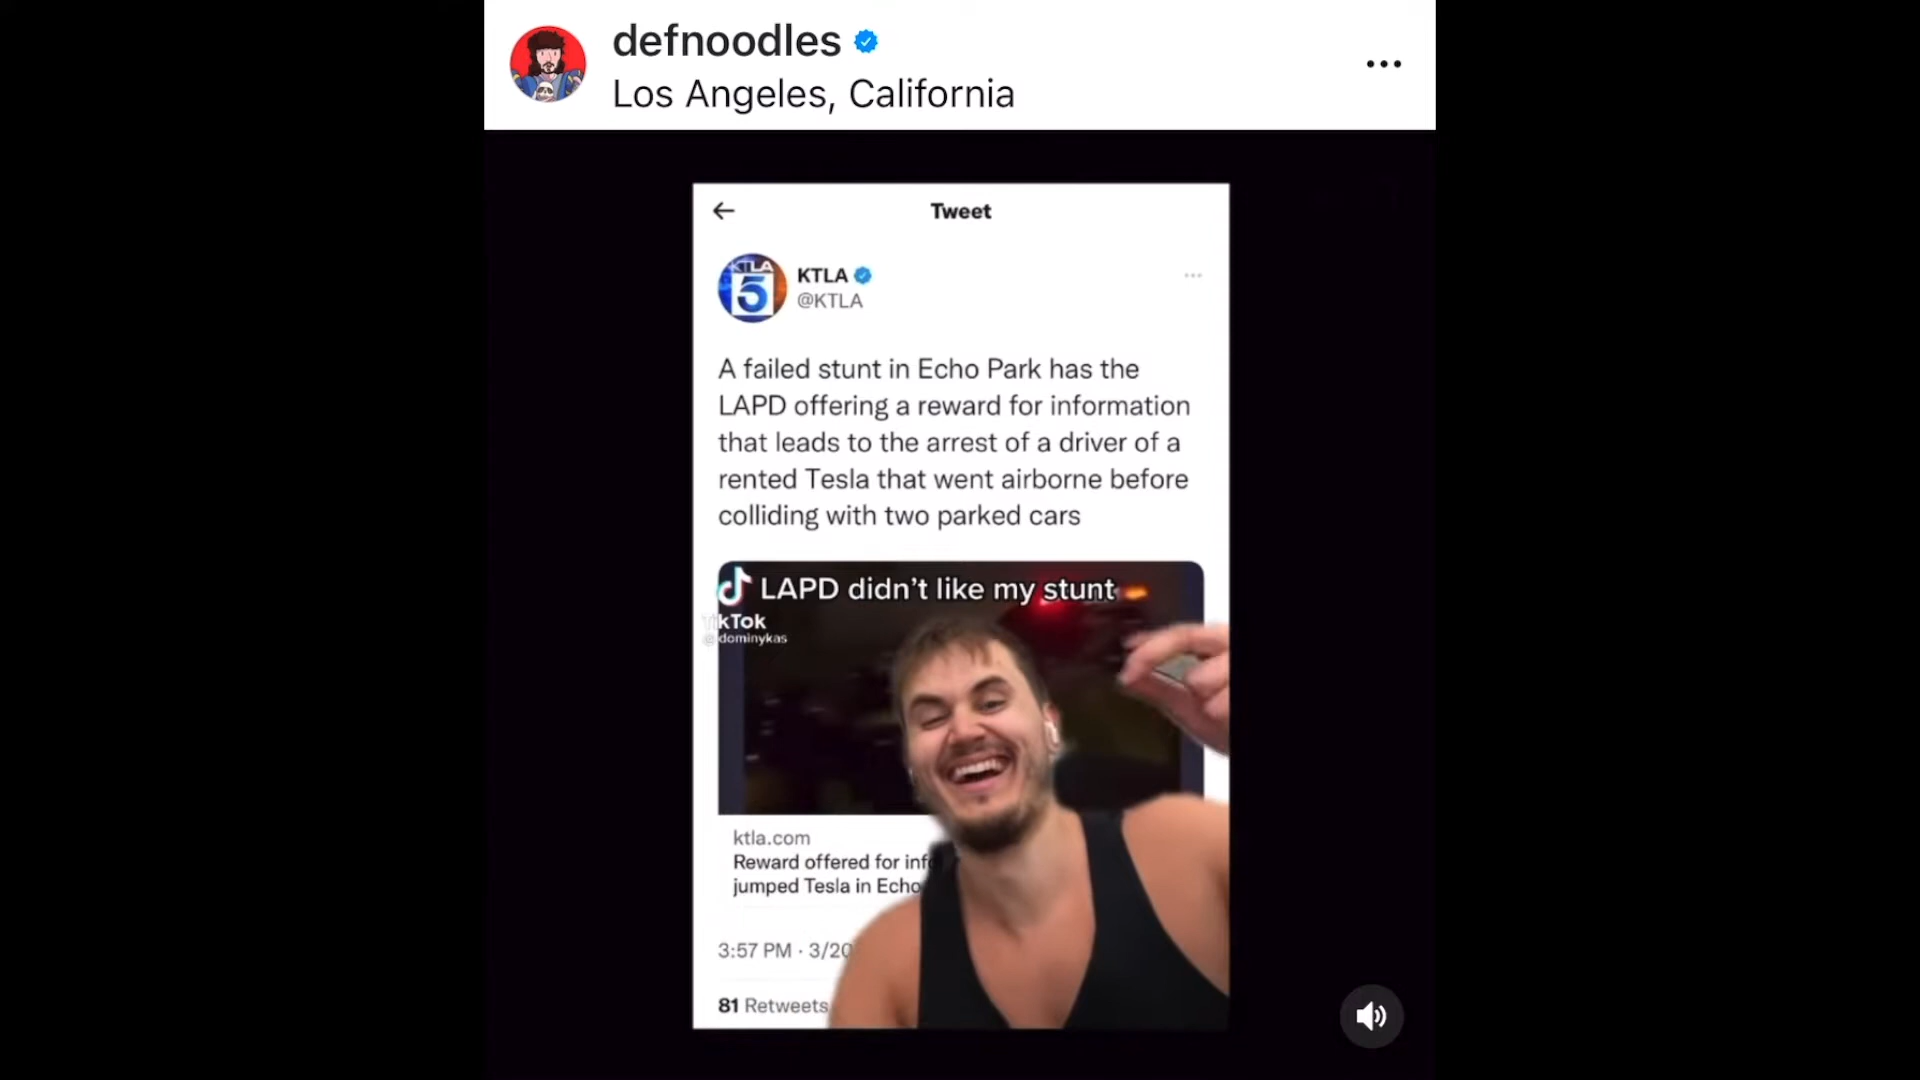 defnoodles
Los Angeles, California
Tweet
KTLA
5
KTLA
@KTLA
A failed stunt in Echo Park has the
LAPD offering a reward for information
that leads to the arrest of a driver of a
rented Tesla that went airborne before
colliding with two parked cars
LAPD didn't like my stunt
TikTok
@dominykas
ktla.com
Reward offered for info
jumped Tesla in Echo
3:57 PM · 3/20
81 Retweets